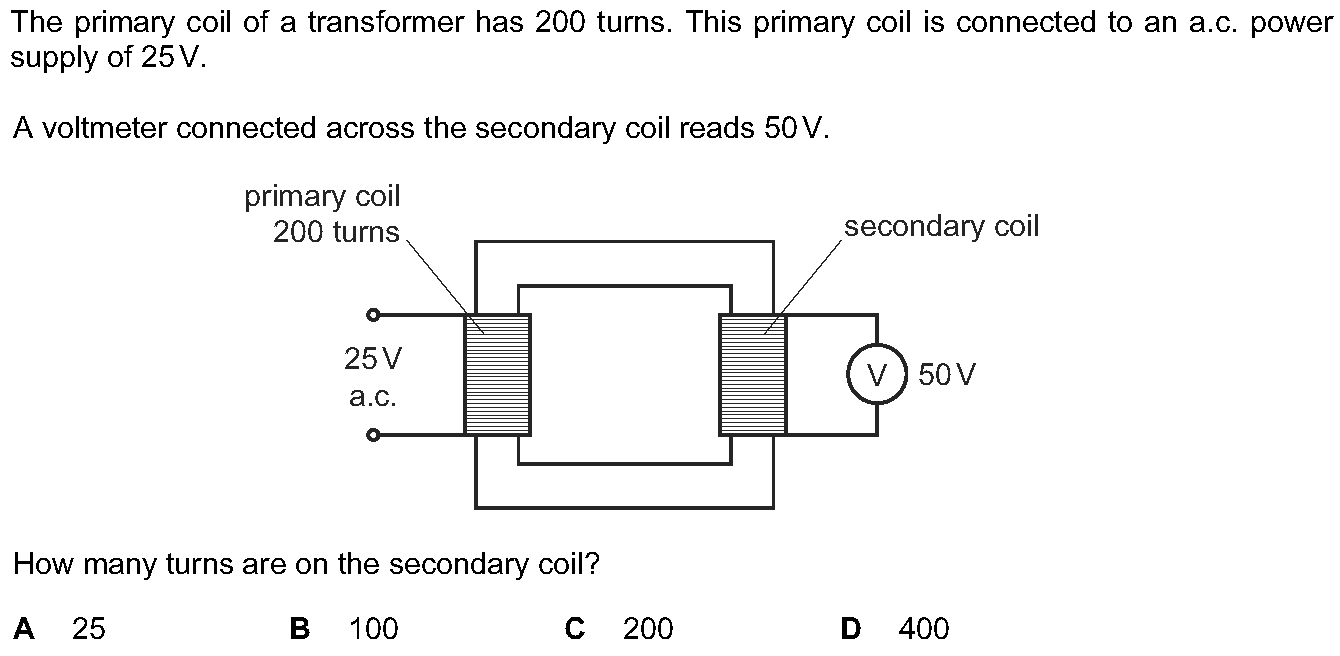 The primary coil of a transformer has 200 turns. This primary coil is connected to an a.c. power
supply of 25 V.
A voltmeter connected across the secondary coil reads 50 V.
primary coil
200 turns
secondary coil
25 V
a.c.
V
50 V
How many turns are on the secondary coil?
A 25 B 100 C 200 D 400